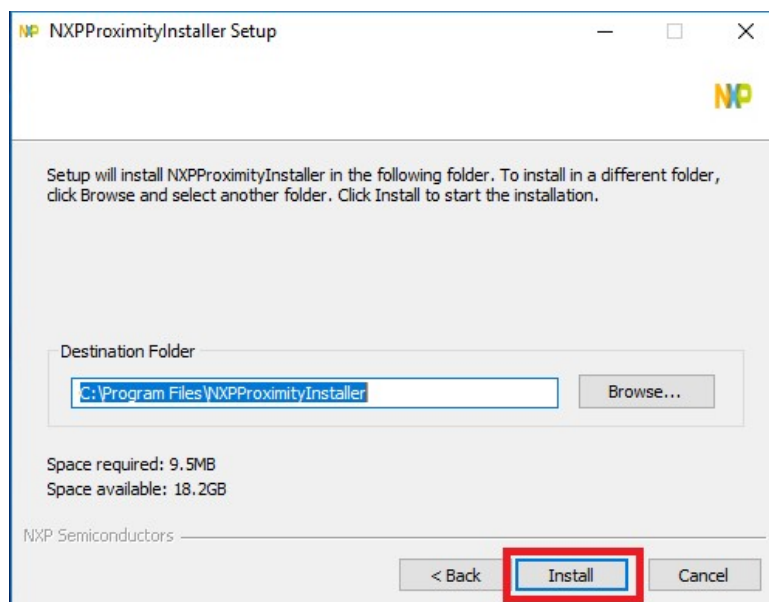 NXP NXPProximityInstaller Setup
NXP
Setup will install NXPProximityInstaller in the following folder. To install in a different folder,
click Browse and select another folder. Click Install to start the installation.
Destination Folder
C:\Program Files\NXPProximityInstaller
Browse...
Space required: 9.5MB
Space available: 18.2GB
NXP Semiconductors
< Back Install Cancel